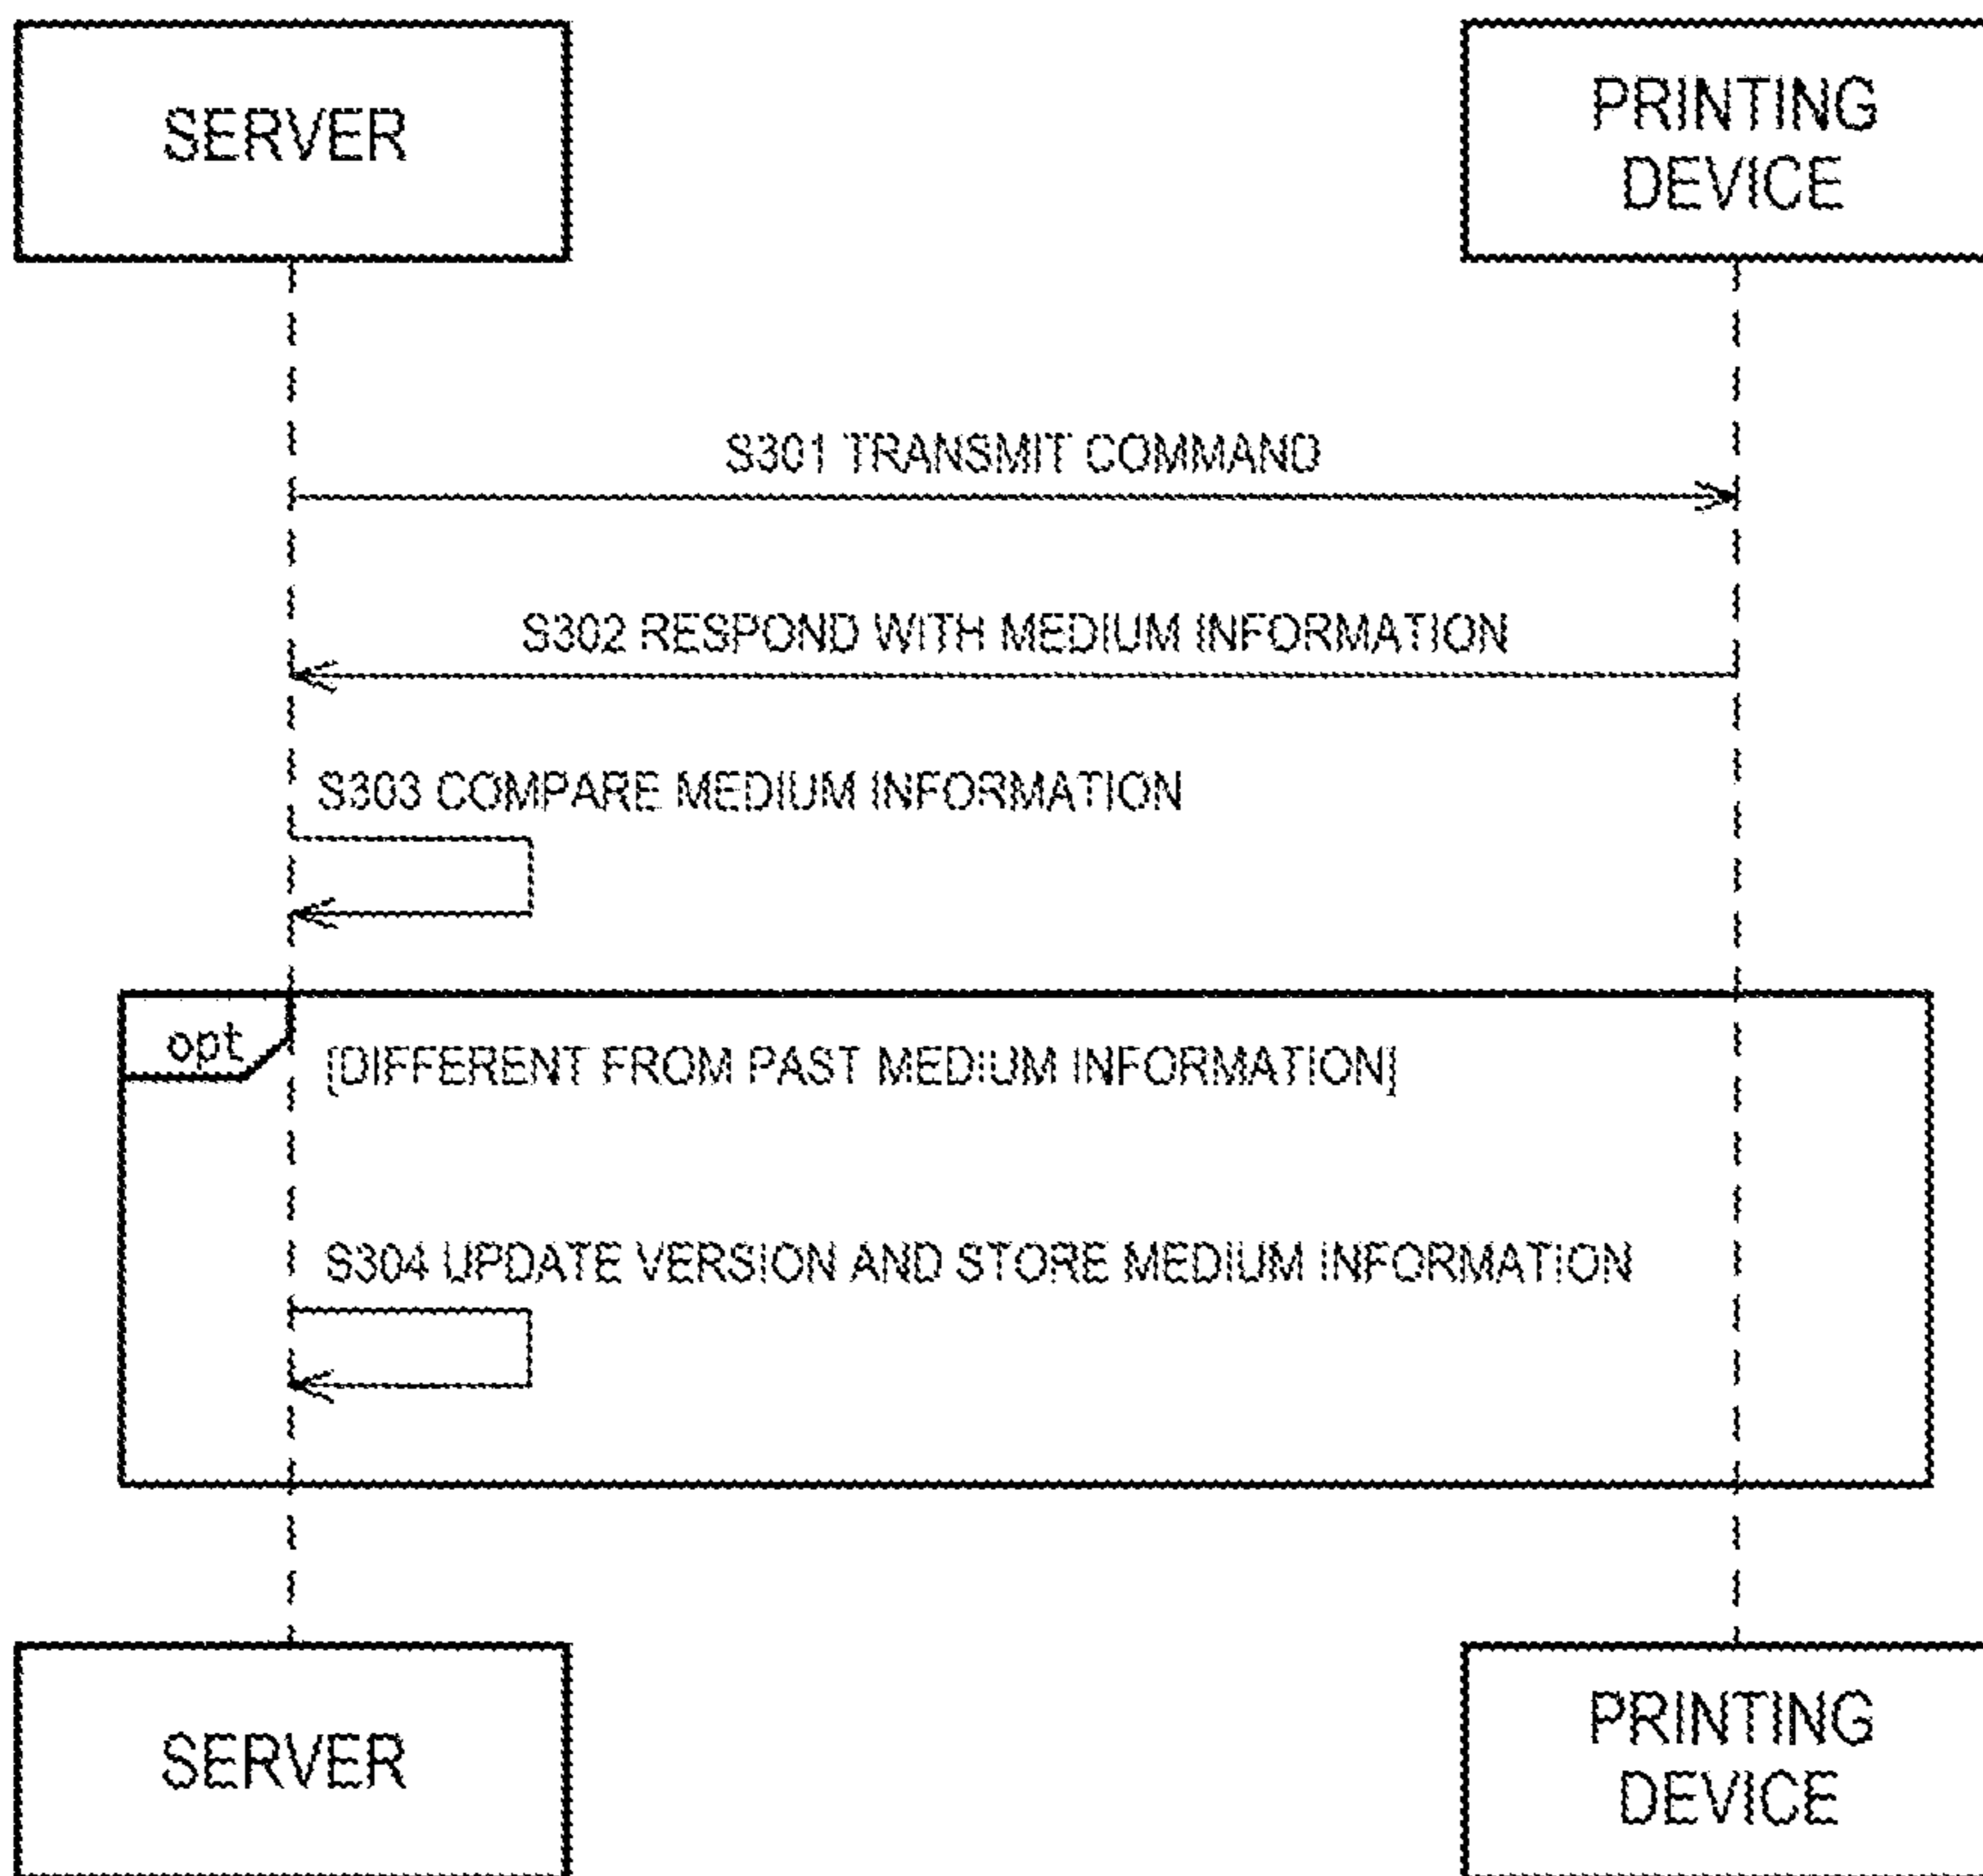 SERVER
PRINTING
DEVICE
S301 TRANSMIT COMMAND
S302 RESPOND WITH MEDIUM INFORMATION
S303 COMPARE MEDIUM INFORMATION
opt
[DIFFERENT FROM PAST MEDIUM INFORMATION]
S304 UPDATE VERSION AND STORE MEDIUM INFORMATION
SERVER
PRINTING
DEVICE